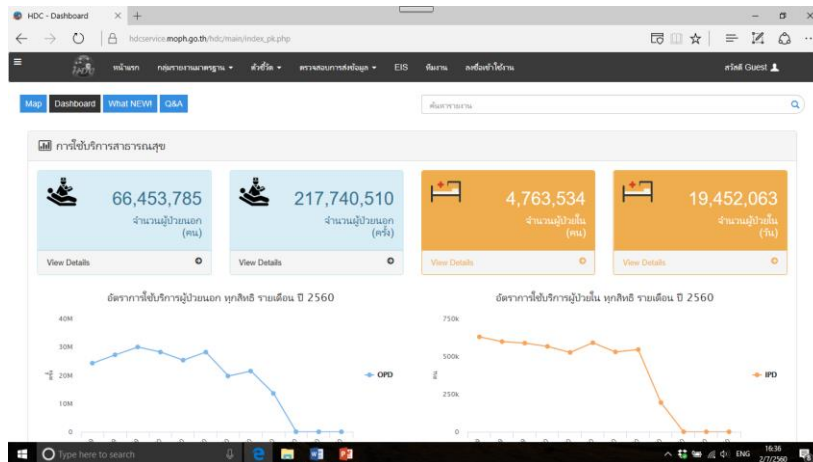 HDC - Dashboard
hdcservice.moph.go.th/hdc/main/index_pk.php
หน้าแรก กลุ่มรายงานมาตรฐาน ตัวชี้วัด ตรวจสอบการส่งข้อมูล EIS ทีมงาน ลงชื่อเข้าใช้งาน สวัสดี Guest
Map Dashboard What NEW! Q&A ค้นหารายงาน
การใช้บริการสาธารณสุข
66,453,785
จำนวนผู้ป่วยนอก
(คน)
View Details
217,740,510
จำนวนผู้ป่วยนอก
(ครั้ง)
View Details
4,763,534
จำนวนผู้ป่วยใน
(คน)
View Details
19,452,063
จำนวนผู้ป่วยใน
(วัน)
View Details
อัตราการใช้บริการผู้ป่วยนอก ทุกสิทธิ รายเดือน ปี 2560
40M
30M
20M
10M
0
ครั้ง
OPD
อัตราการใช้บริการผู้ป่วยใน ทุกสิทธิ รายเดือน ปี 2560
750k
500k
250k
0
คน
IPD
Type here to search
ENG
16:36
2/7/2560